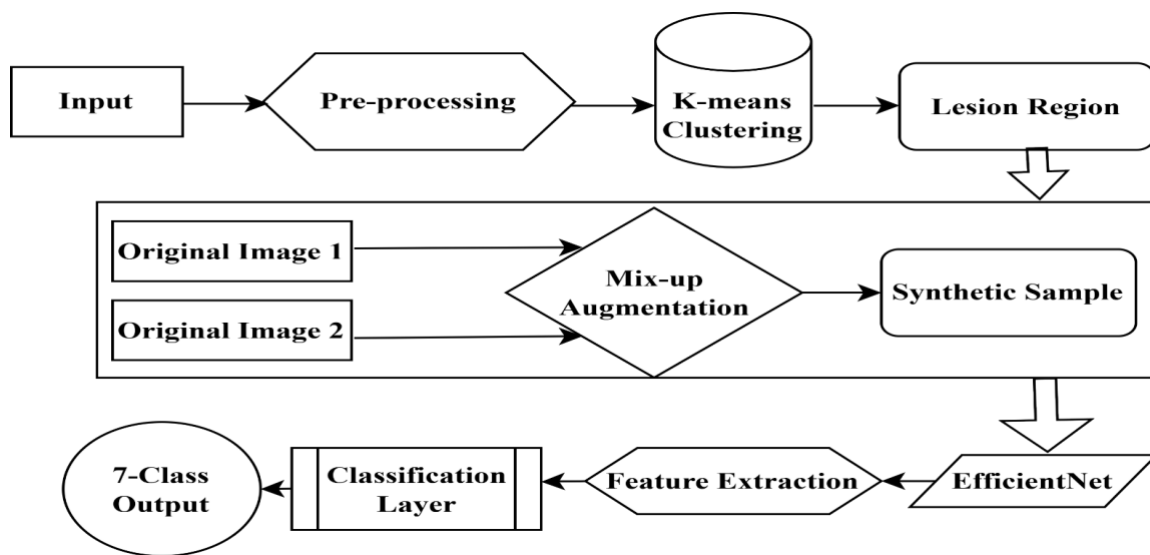 Input
Pre-processing
K-means
Clustering
Lesion Region
Original Image 1
Original Image 2
Mix-up
Augmentation
Synthetic Sample
EfficientNet
Feature Extraction
Classification
Layer
7-Class
Output